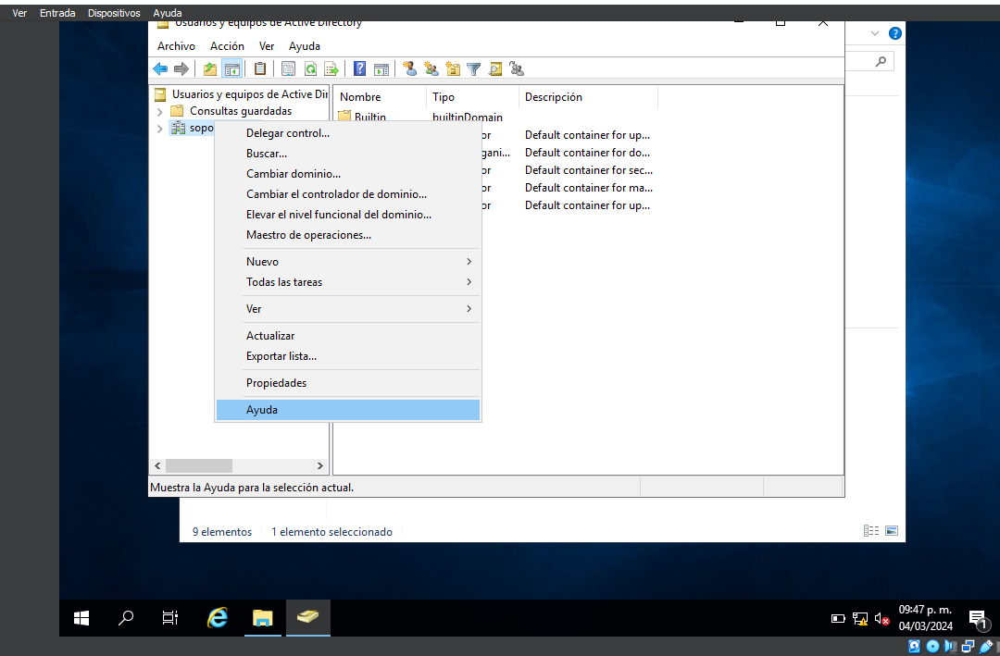 Ver Entrada Dispositivos Ayuda
Usuarios y equipos de Active Directory
Archivo Acción Ver Ayuda
Usuarios y equipos de Active Dir
Consultas guardadas
sopo
Nombre Tipo Descripción
Builtin builtinDomain
or Default container for up...
gani... Default container for do...
or Default container for sec...
or Default container for ma...
or Default container for up...
Delegar control...
Buscar...
Cambiar dominio...
Cambiar el controlador de dominio...
Elevar el nivel funcional del dominio...
Maestro de operaciones...
Nuevo
Todas las tareas
Ver
Actualizar
Exportar lista...
Propiedades
Ayuda
Muestra la Ayuda para la selección actual.
9 elementos 1 elemento seleccionado
09:47 p. m.
04/03/2024
1